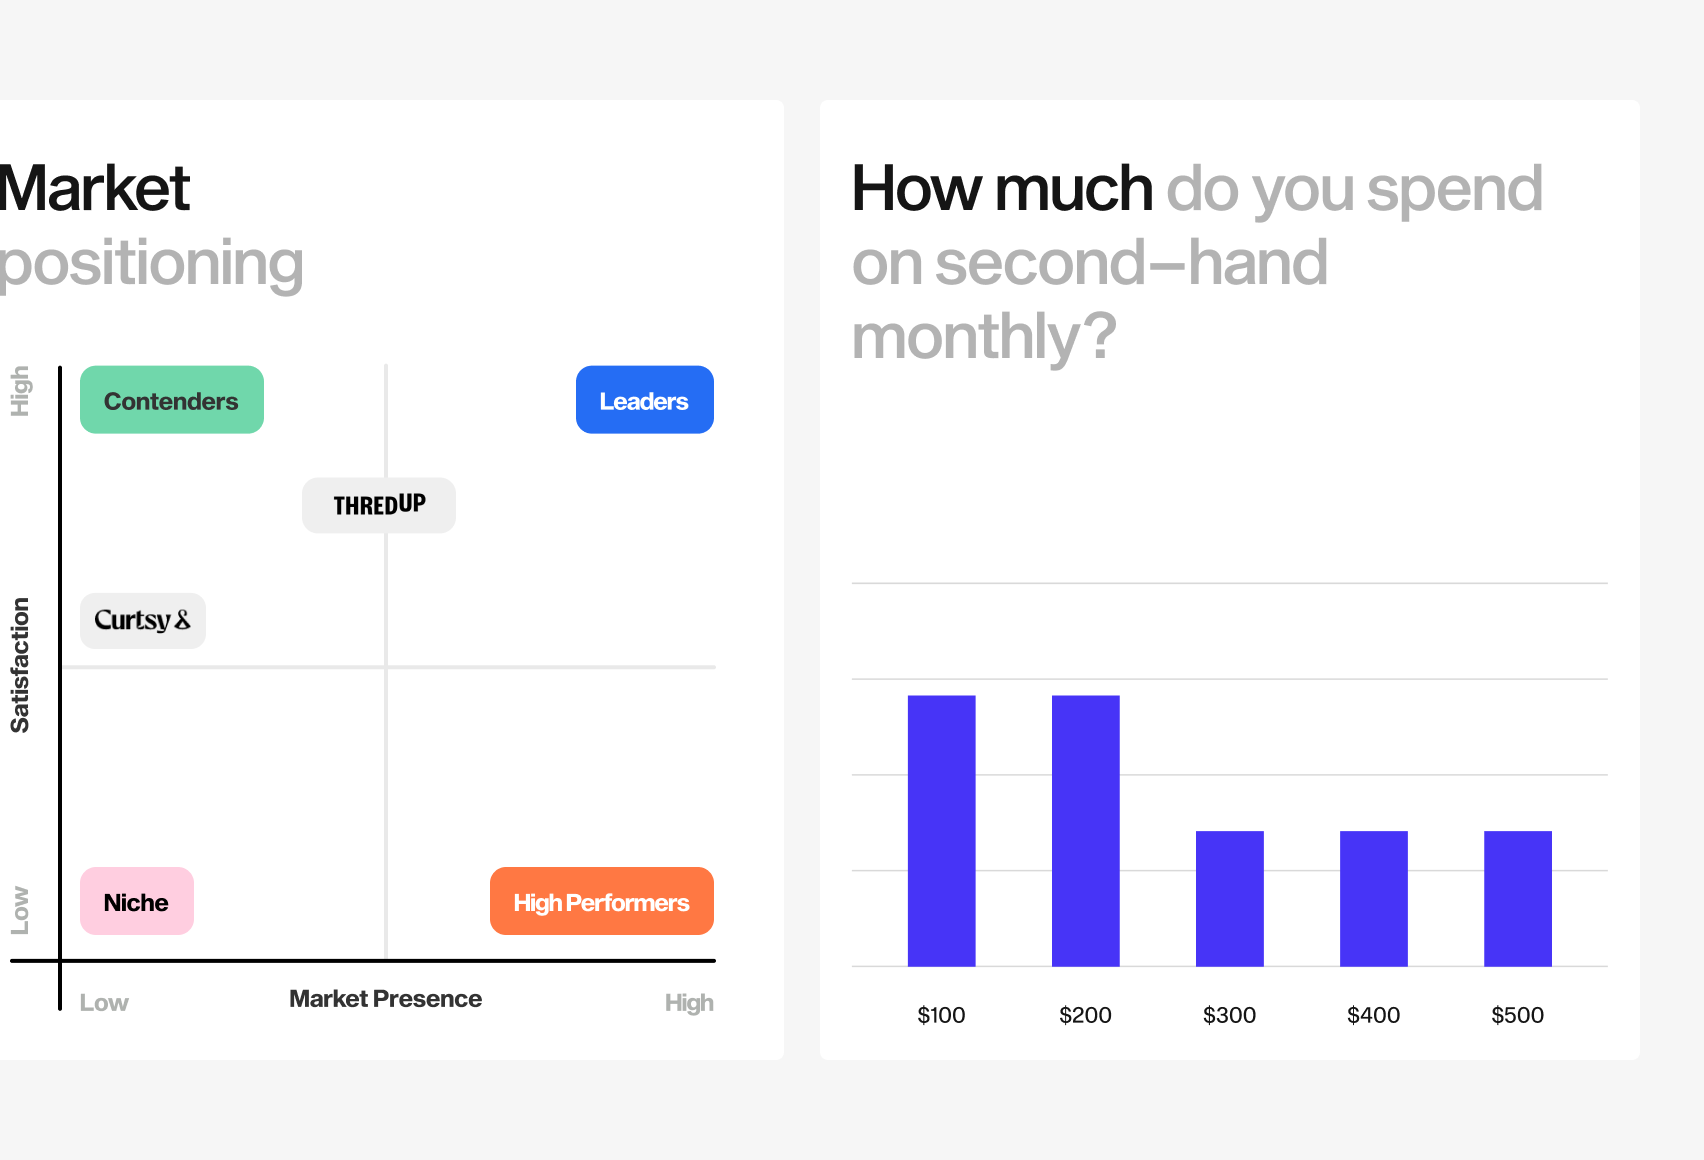 Market
positioning
High
Contenders
Leaders
THREDUP
Curtsy
Satisfaction
Niche
High Performers
Low
Low
Market Presence
High
How much do you spend
on second–hand
monthly?
$100
$200
$300
$400
$500